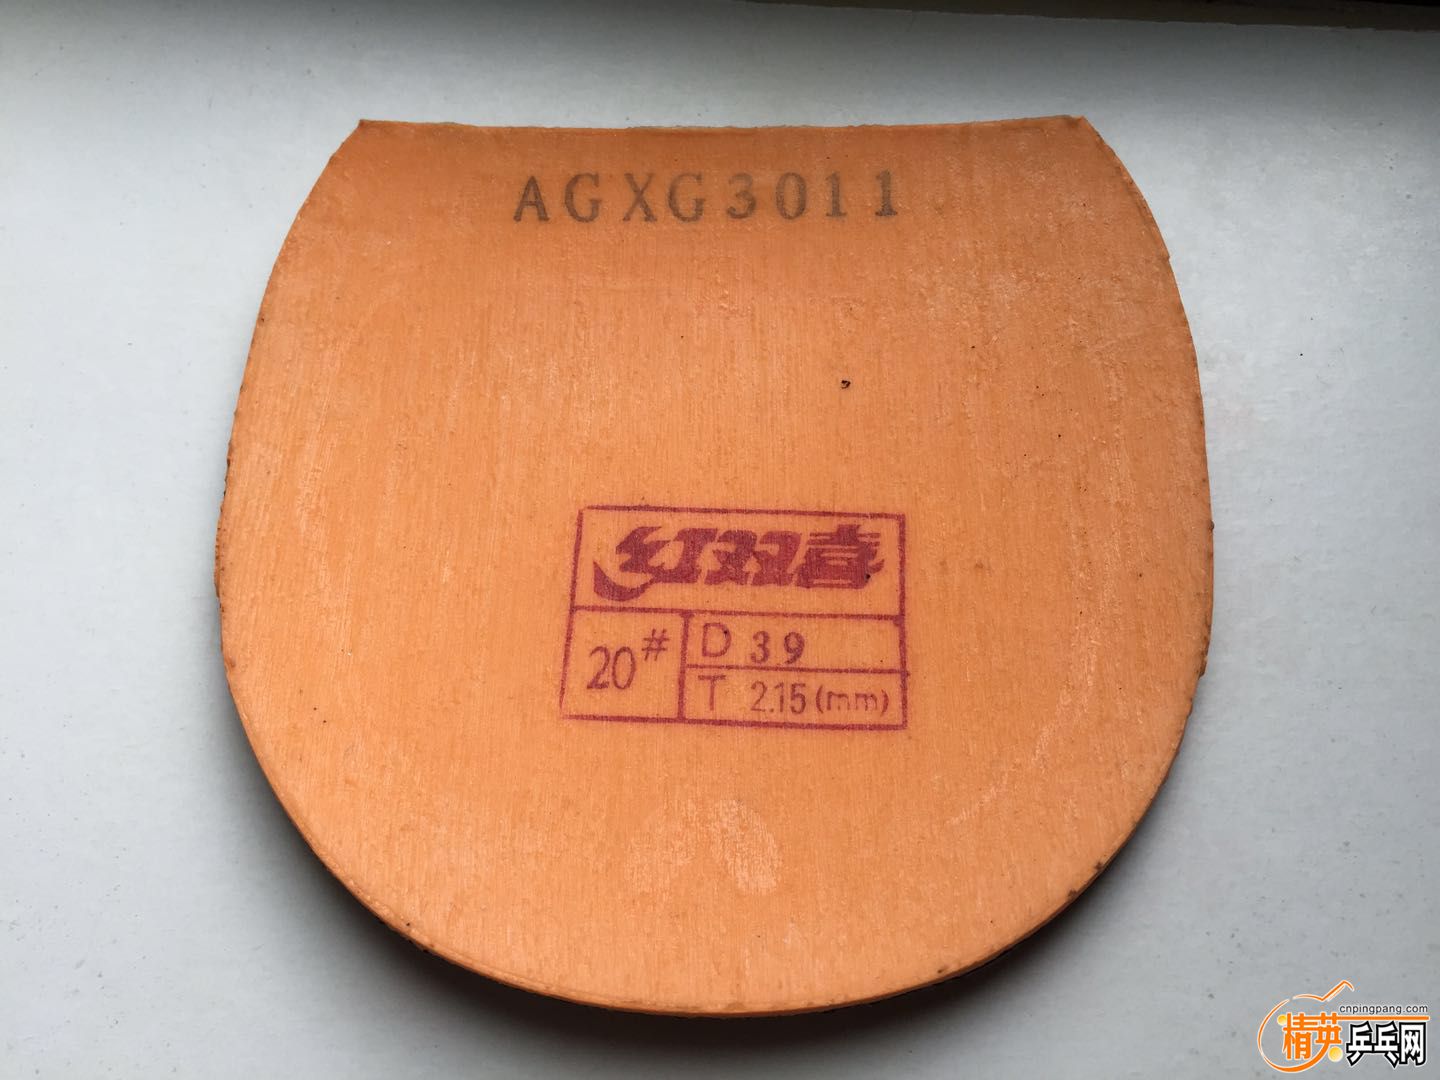 AGXG3011
红双喜
20# D 39
T 2.15(mm)
cnpingpang.com
精英乒乓网